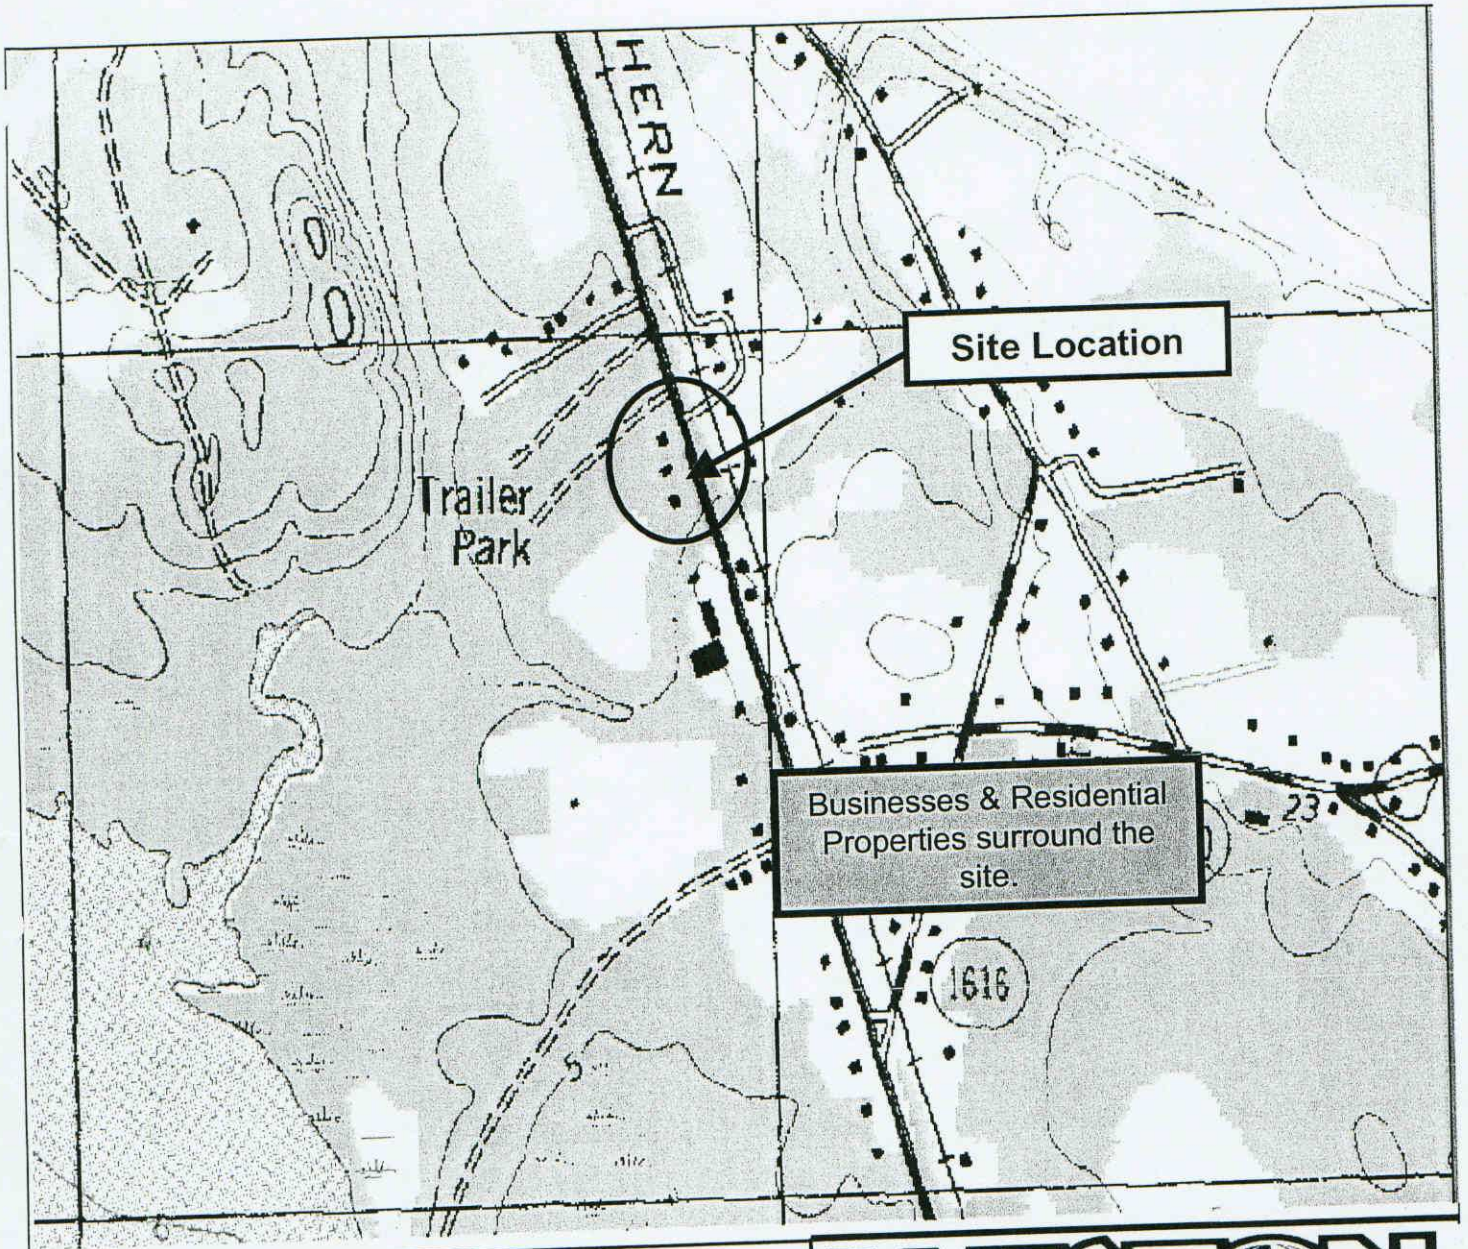 HERN
Site Location
Trailer
Park
Businesses & Residential
Properties surround the
site.
23
1616